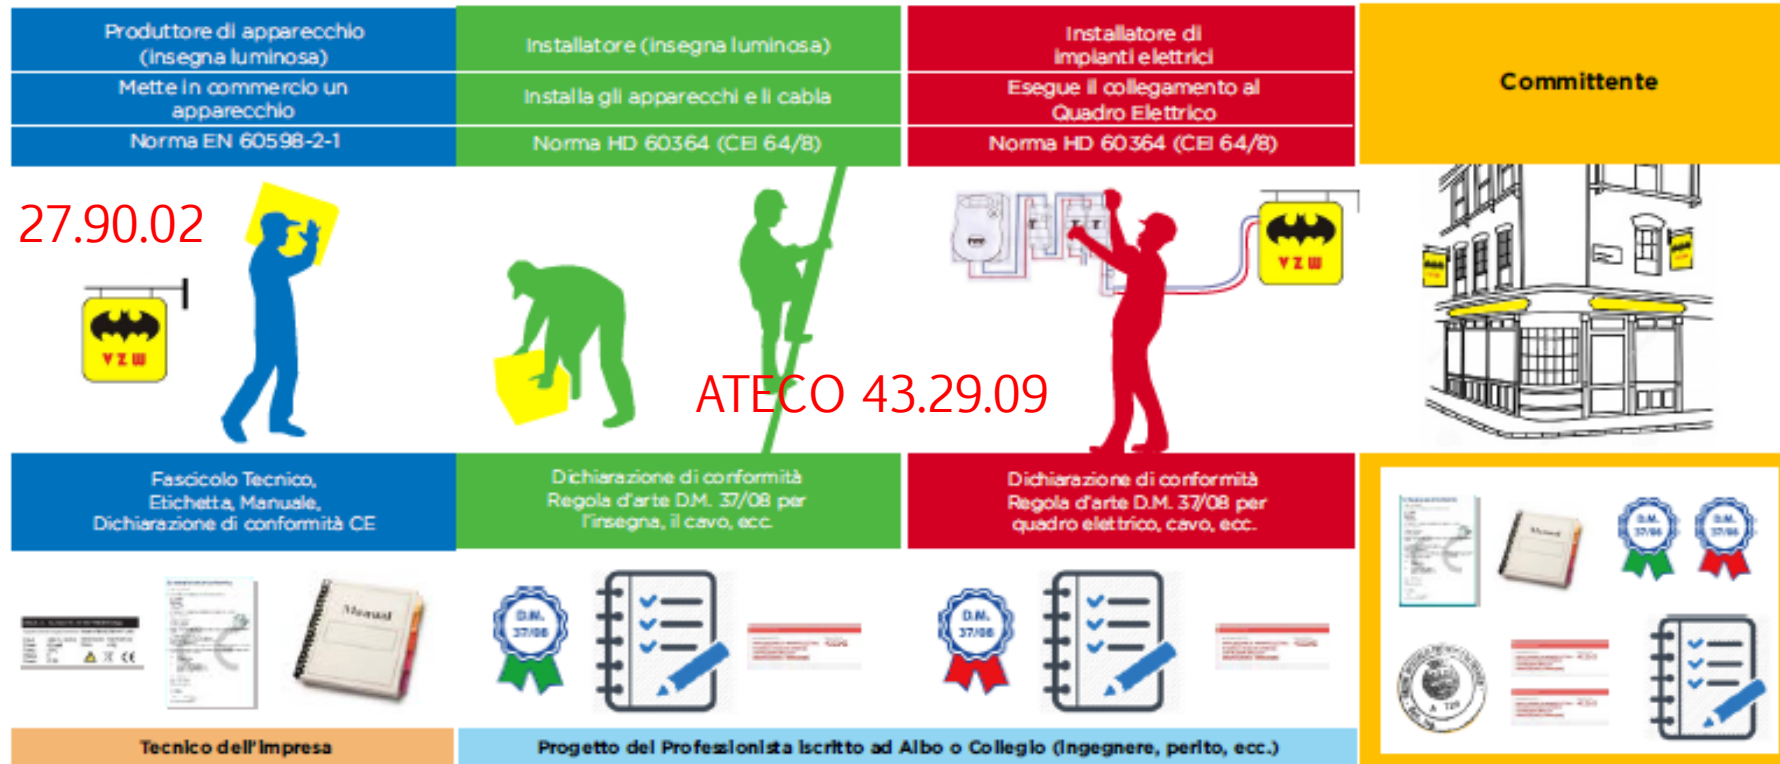 Produttore di apparecchio
(insegna luminosa)
Mette in commercio un
apparecchio
Norma EN 60598-2-1
Installatore (insegna luminosa)
Installa gli apparecchi e li cabla
Norma HD 60364 (CEI 64/8)
Installatore di
impianti elettrici
Esegue il collegamento al
Quadro Elettrico
Norma HD 60364 (CEI 64/8)
Committente
27.90.02
VZW
VZW
ATECO 43.29.09
Fascicolo Tecnico,
Etichetta, Manuale,
Dichiarazione di conformità CE
Dichiarazione di conformità
Regola d'arte D.M. 37/08 per
l'insegna, il cavo, ecc.
Dichiarazione di conformità
Regola d'arte D.M. 37/08 per
quadro elettrico, cavo, ecc.
Manual
D.M.
37/08
D.M.
37/08
Manual
D.M.
37/08
D.M.
37/08
Tecnico dell'impresa
Progetto del Professionista iscritto ad Albo o Collegio (ingegnere, perito, ecc.)